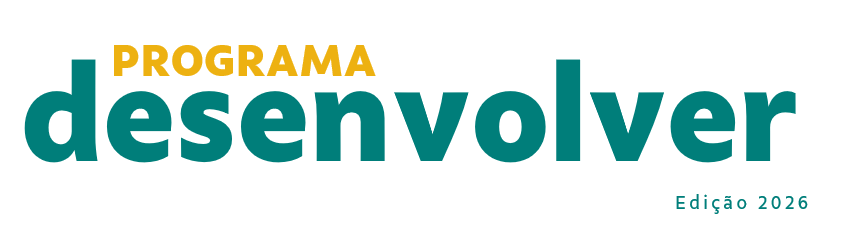 PROGRAMA
desenvolver
Edição 2026